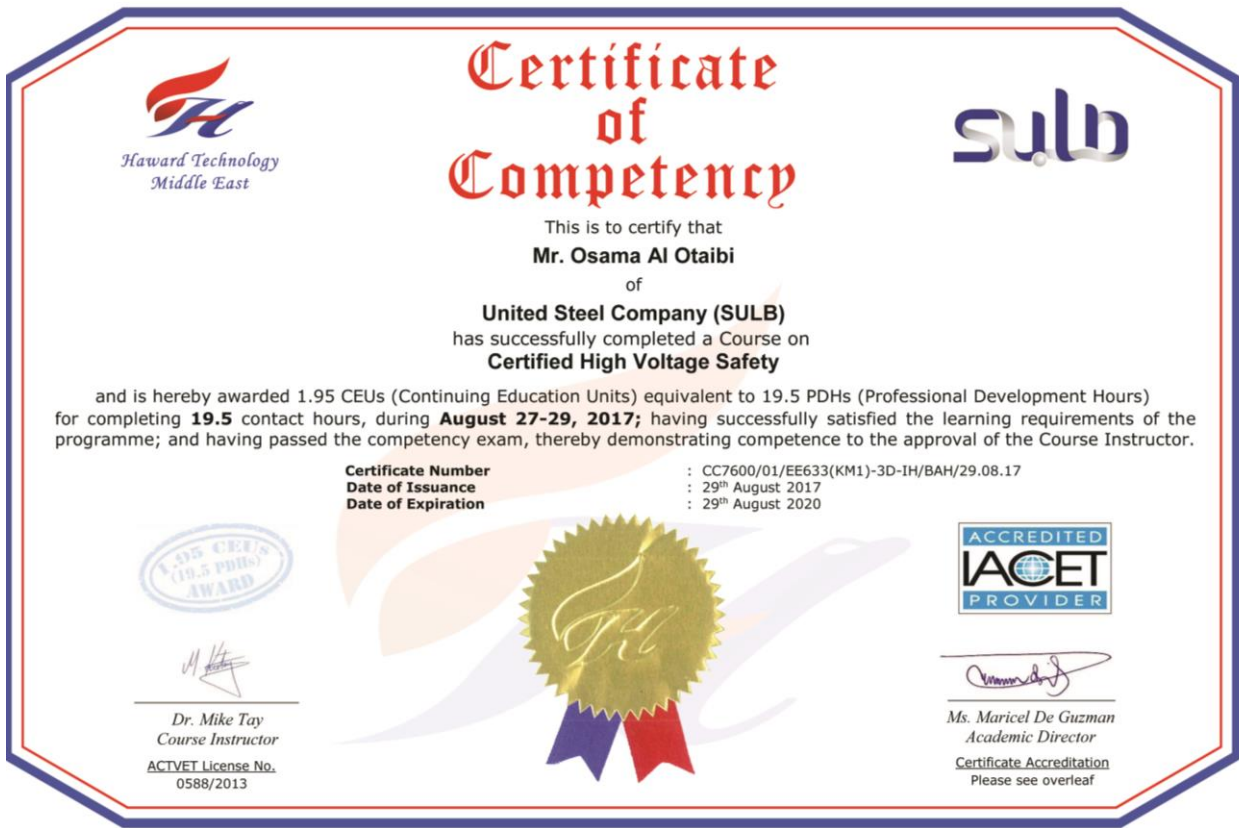 Certificate
of
Competency
Haward Technology
Middle East
sulb
This is to certify that
Mr. Osama Al Otaibi
of
United Steel Company (SULB)
has successfully completed a Course on
Certified High Voltage Safety
and is hereby awarded 1.95 CEUs (Continuing Education Units) equivalent to 19.5 PDHs (Professional Development Hours)
for completing 19.5 contact hours, during August 27-29, 2017; having successfully satisfied the learning requirements of the
programme; and having passed the competency exam, thereby demonstrating competence to the approval of the Course Instructor.
Certificate Number : CC7600/01/EE633(KM1)-3D-IH/BAH/29.08.17
Date of Issuance : 29th August 2017
Date of Expiration : 29th August 2020
1.95 CEUs
(19.5 PDHs)
AWARD
ACCREDITED
IACET
PROVIDER
Dr. Mike Tay
Course Instructor
ACTVET License No.
0588/2013
Ms. Maricel De Guzman
Academic Director
Certificate Accreditation
Please see overleaf